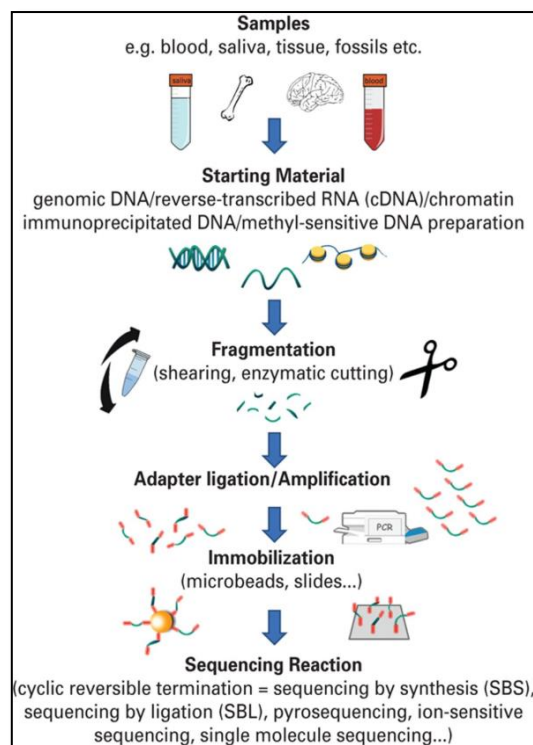 Samples
e.g. blood, saliva, tissue, fossils etc.
saliva
blood
Starting Material
genomic DNA/reverse-transcribed RNA (cDNA)/chromatin
immunoprecipitated DNA/methyl-sensitive DNA preparation
Fragmentation
(shearing, enzymatic cutting)
Adapter ligation/Amplification
PCR
Immobilization
(microbeads, slides...)
Sequencing Reaction
(cyclic reversible termination = sequencing by synthesis (SBS),
sequencing by ligation (SBL), pyrosequencing, ion-sensitive
sequencing, single molecule sequencing...)